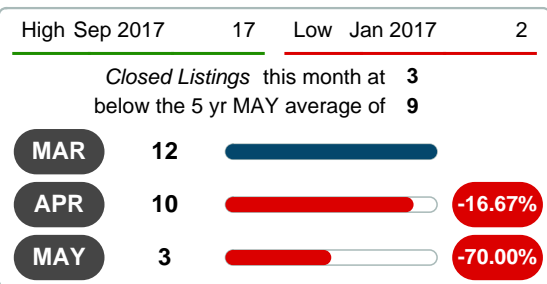 High Sep 2017 17 Low Jan 2017 2
Closed Listings this month at 3
below the 5 yr MAY average of 9
MAR 12
APR 10 -16.67%
MAY 3 -70.00%